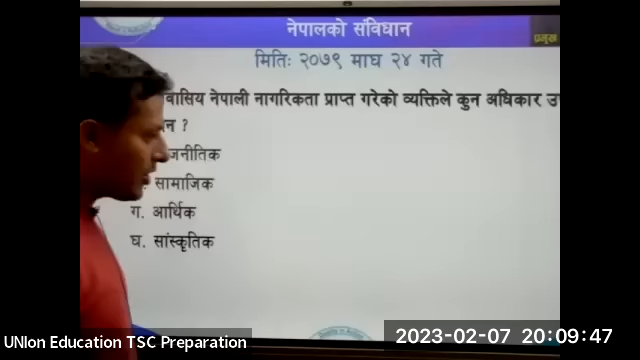 नेपालको संविधान
प्रमुख
मितिः २०७९ माघ २४ गते
वासिय नेपाली नागरिकता प्राप्त गरेको व्यक्तिले कुन अधिकार
न ?
जनीतिक
सामाजिक
ग. आर्थिक
घ. सांस्कृतिक
UNIon Education TSC Preparation
2023-02-07 20:09:47